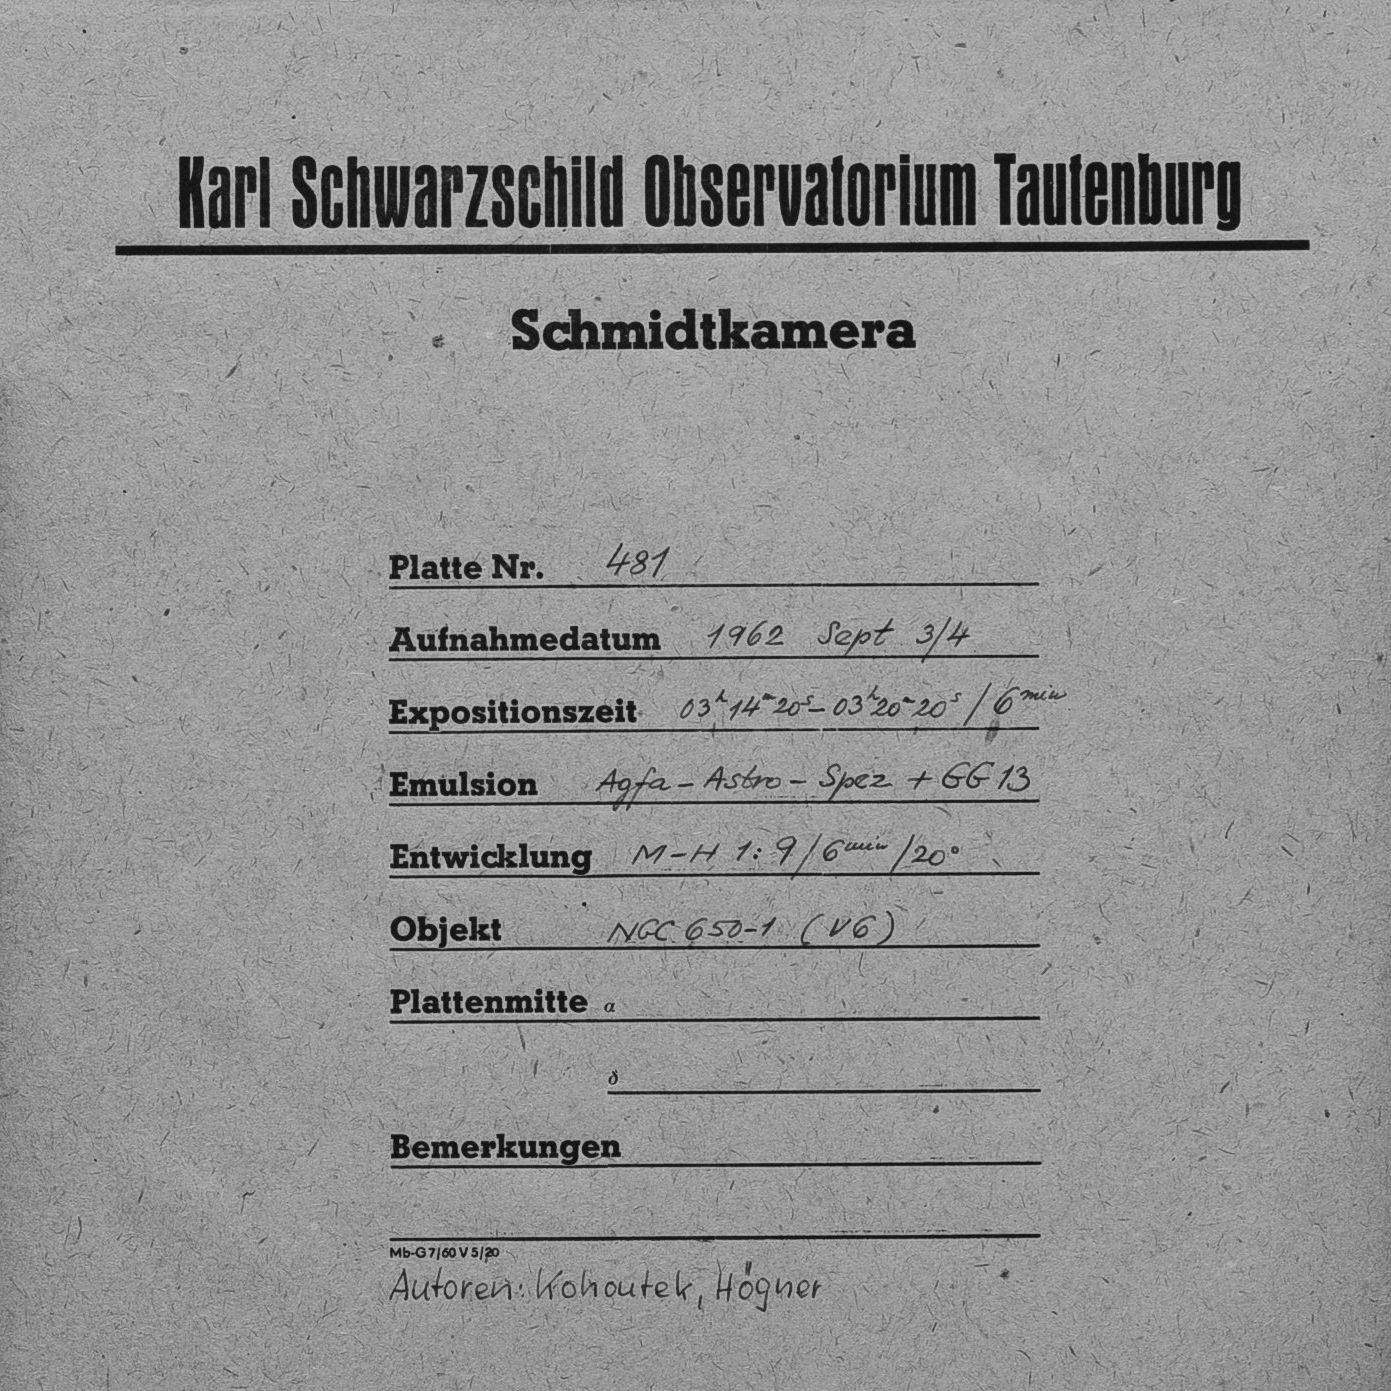 Karl Schwarzschild Observatorium Tautenburg
Schmidtkamera
Platte Nr. 481
Aufnahmedatum 1962 Sept 3/4
Expositionszeit 03ʰ14ᵐ20ˢ–03ʰ20ᵐ20ˢ / 6ᵐⁱⁿ
Emulsion Agfa – Astro – Spez + GG 13
Entwicklung M–H 1:9 / 6ᵐⁱⁿ / 20°
Objekt NGC 650-1 (V6)
Plattenmitte α
δ
Bemerkungen
Mb-G 7/60 V 5/20
Autoren: Kohoutek, Högner